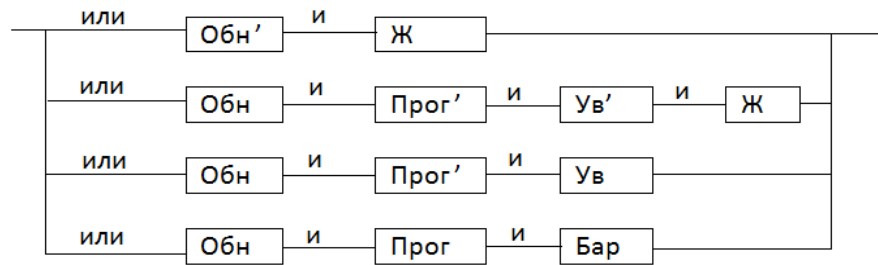 или Обн’ и Ж
или Обн и Прог’ и Ув’ и Ж
или Обн и Прог’ и Ув
или Обн и Прог и Бар